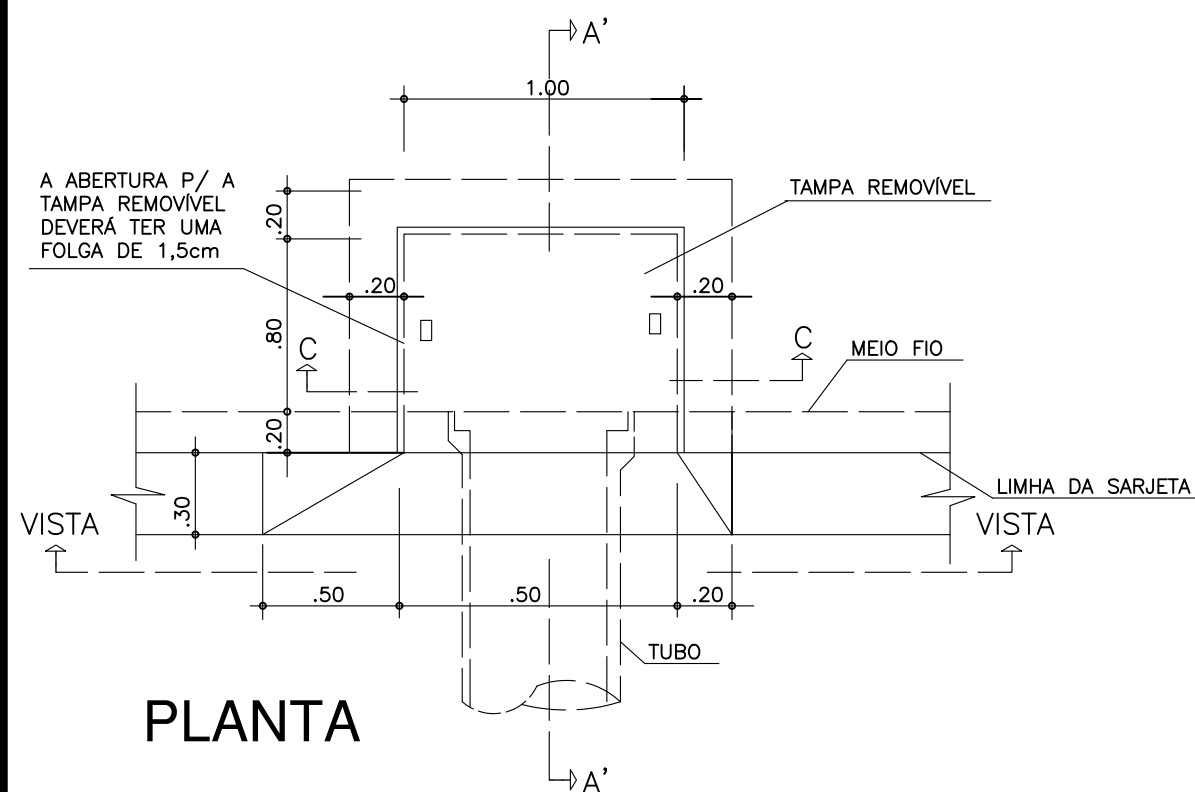 A'
1.00
A ABERTURA P/ A
TAMPA REMOVÍVEL
DEVERÁ TER UMA
FOLGA DE 1,5cm
TAMPA REMOVÍVEL
.20
.20
.20
.80
C
C
MEIO FIO
.20
LIMHA DA SARJETA
.30
VISTA
VISTA
.50
.50
.20
TUBO
PLANTA
A'